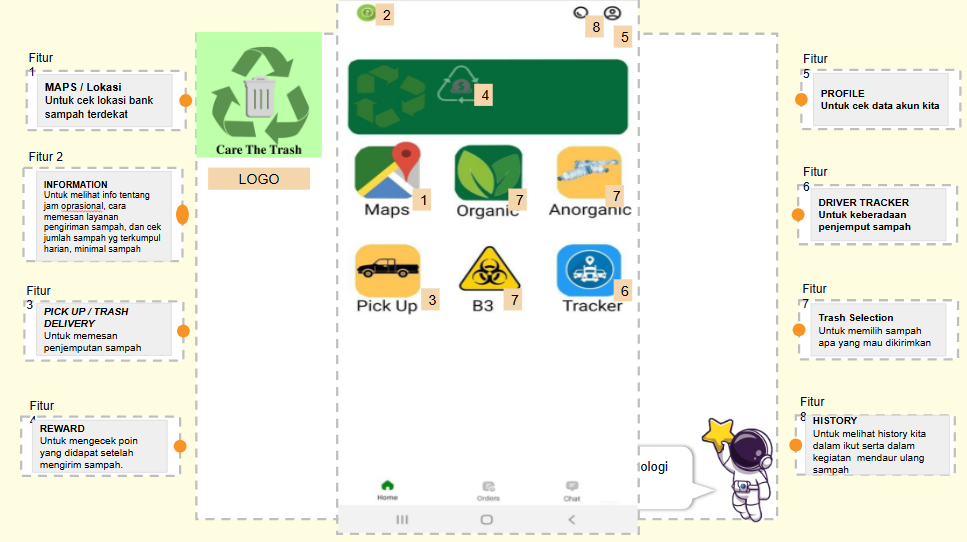 Fitur
1
MAPS / Lokasi
Untuk cek lokasi bank
sampah terdekat
Fitur 2
INFORMATION
Untuk melihat info tentang
jam oprasional, cara
memesan layanan
pengiriman sampah, dan cek
jumlah sampah yg terkumpul
harian, minimal sampah
Fitur
3
PICK UP / TRASH
DELIVERY
Untuk memesan
penjemputan sampah
Fitur
4
REWARD
Untuk mengecek poin
yang didapat setelah
mengirim sampah.
Care The Trash
LOGO
2
8
5
4
Maps
1
Organic
7
Anorganic
7
Pick Up
3
B3
7
Tracker
6
Home
Orders
Chat
ologi
Fitur
5
PROFILE
Untuk cek data akun kita
Fitur
6
DRIVER TRACKER
Untuk keberadaan
penjemput sampah
Fitur
7
Trash Selection
Untuk memilih sampah
apa yang mau dikirimkan
Fitur
8
HISTORY
Untuk melihat history kita
dalam ikut serta dalam
kegiatan mendaur ulang
sampah